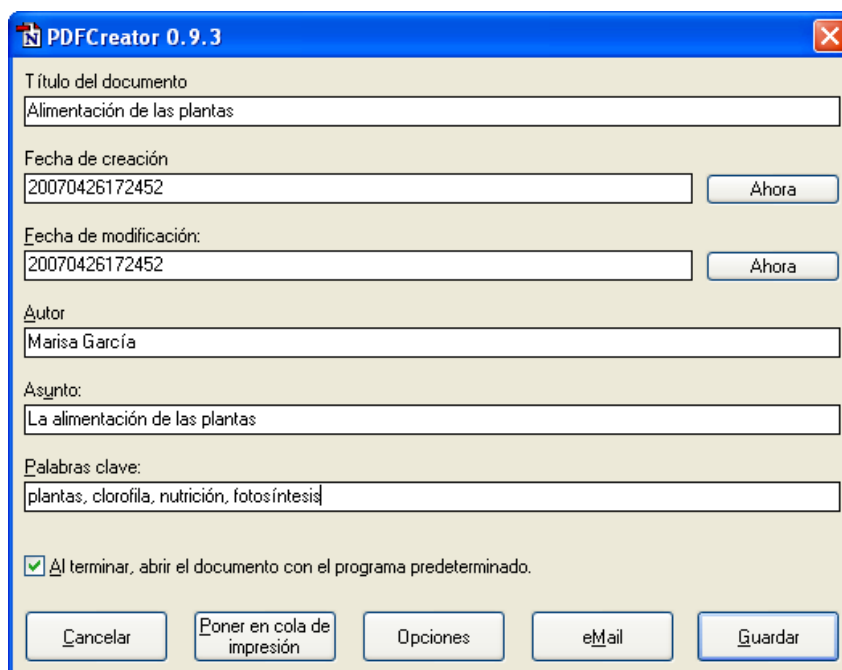 PDFCreator 0.9.3
Título del documento
Alimentación de las plantas
Fecha de creación
20070426172452
Ahora
Fecha de modificación:
20070426172452
Ahora
Autor
Marisa García
Asunto:
La alimentación de las plantas
Palabras clave:
plantas, clorofila, nutrición, fotosíntesis
Al terminar, abrir el documento con el programa predeterminado.
Cancelar
Poner en cola de
impresión
Opciones
eMail
Guardar